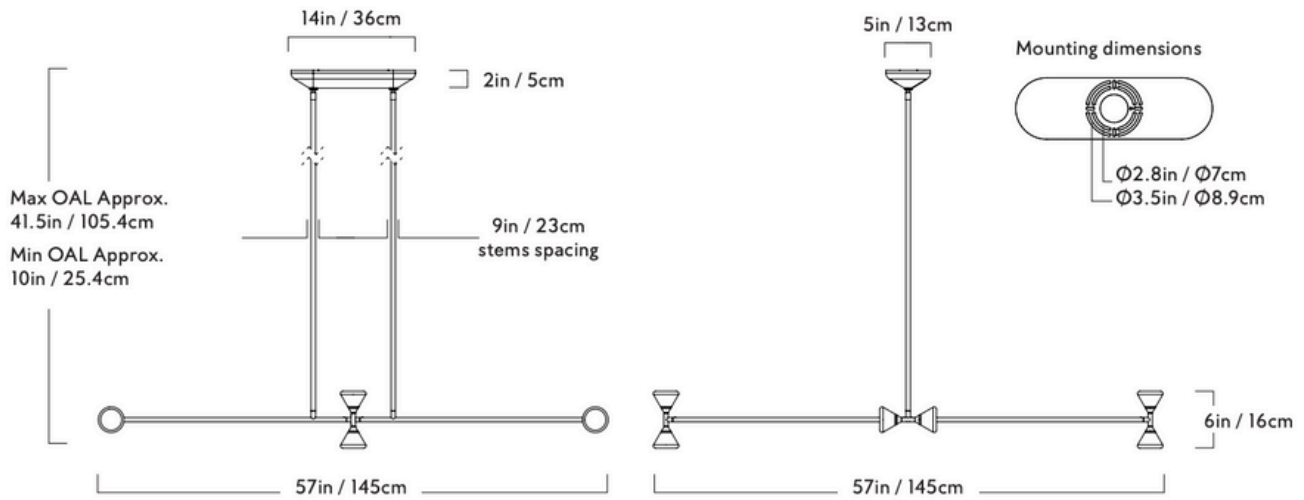 14in / 36cm
5in / 13cm
Mounting dimensions
2in / 5cm
Ø2.8in / Ø7cm
Ø3.5in / Ø8.9cm
Max OAL Approx.
41.5in / 105.4cm
Min OAL Approx.
10in / 25.4cm
9in / 23cm
stems spacing
6in / 16cm
57in / 145cm
57in / 145cm